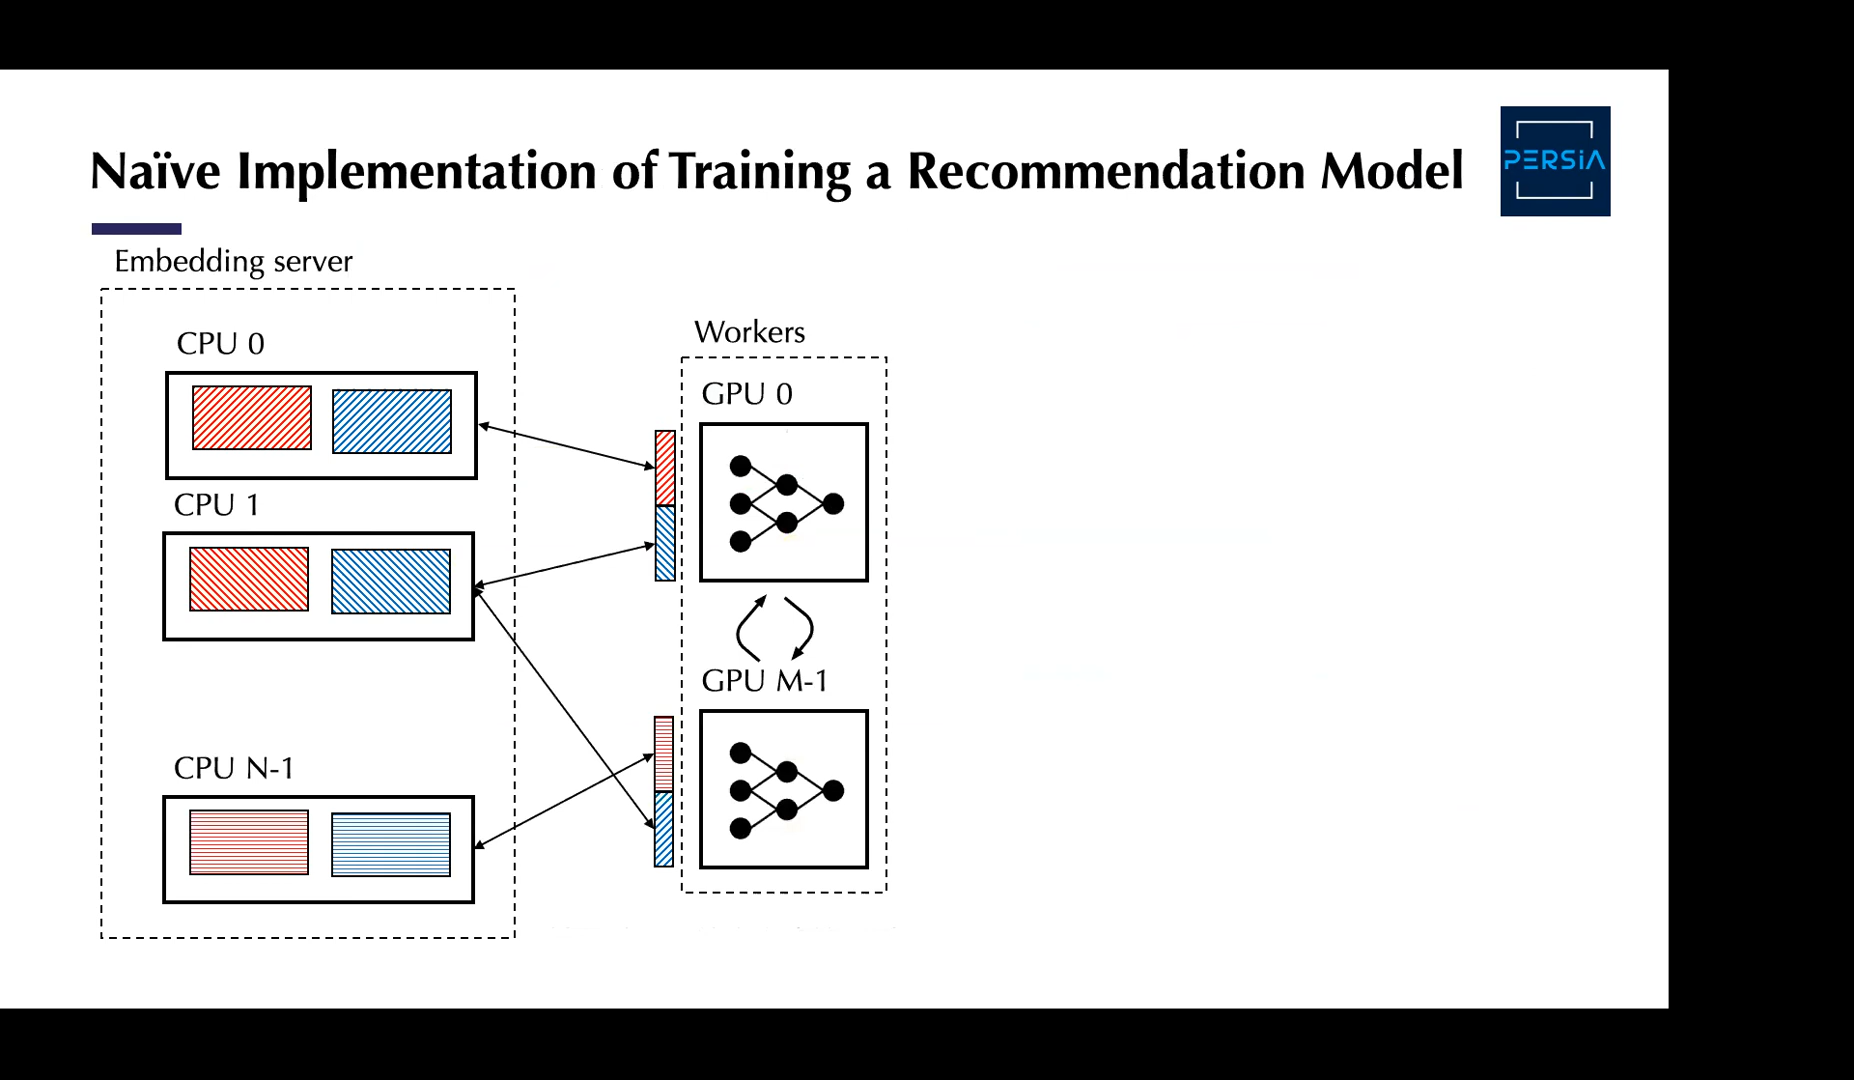 Naïve Implementation of Training a Recommendation Model
PERSiA
Embedding server
CPU 0
Workers
GPU 0
CPU 1
GPU M-1
CPU N-1